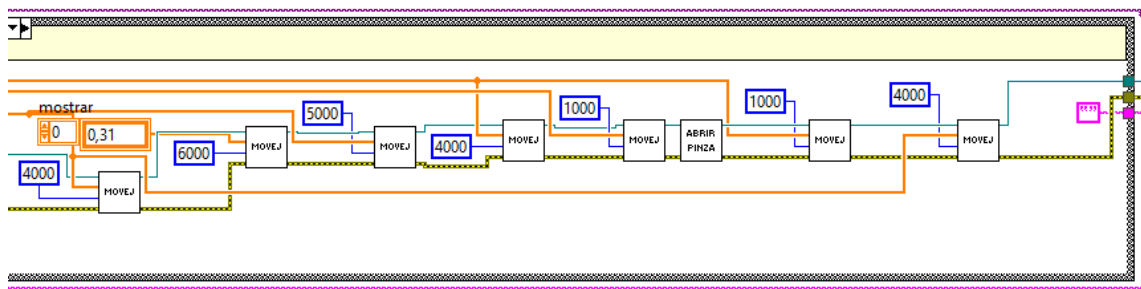 mostrar
0
0,31
4000
MOVEJ
6000
MOVEJ
5000
MOVEJ
4000
MOVEJ
1000
MOVEJ
ABRIR
PINZA
1000
MOVEJ
4000
MOVEJ
""